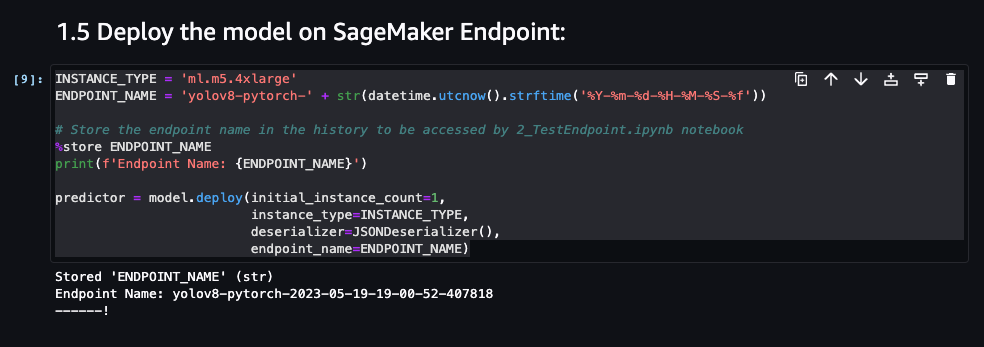 1.5 Deploy the model on SageMaker Endpoint:
[9]:
INSTANCE_TYPE = 'ml.m5.4xlarge'
ENDPOINT_NAME = 'yolov8-pytorch-' + str(datetime.utcnow().strftime('%Y-%m-%d-%H-%M-%S-%f'))
# Store the endpoint name in the history to be accessed by 2_TestEndpoint.ipynb notebook
%store ENDPOINT_NAME
print(f'Endpoint Name: {ENDPOINT_NAME}')
predictor = model.deploy(initial_instance_count=1,
                         instance_type=INSTANCE_TYPE,
                         deserializer=JSONDeserializer(),
                         endpoint_name=ENDPOINT_NAME)
Stored 'ENDPOINT_NAME' (str)
Endpoint Name: yolov8-pytorch-2023-05-19-19-00-52-407818
------!